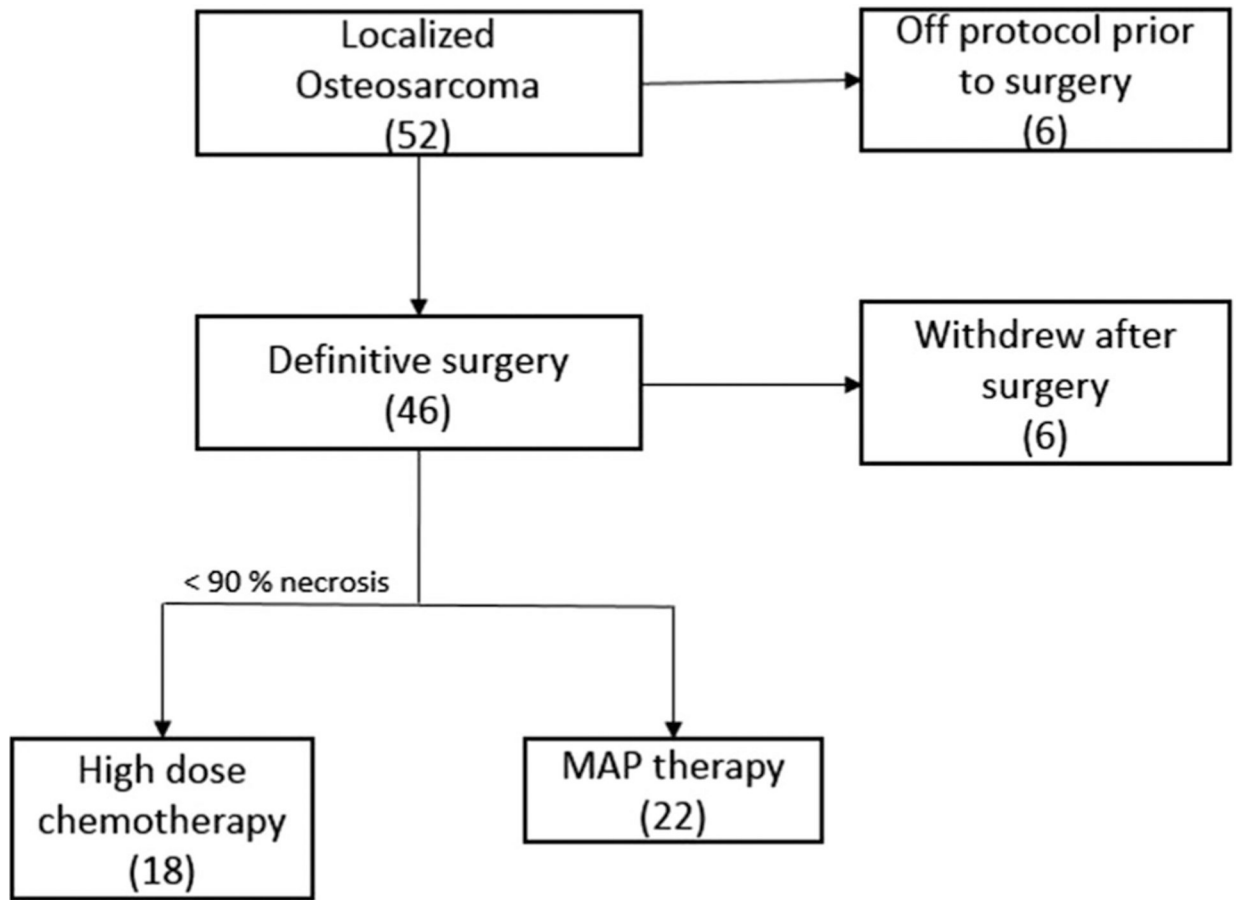 Localized
Osteosarcoma
(52)
Off protocol prior
to surgery
(6)
Definitive surgery
(46)
Withdrew after
surgery
(6)
< 90 % necrosis
High dose
chemotherapy
(18)
MAP therapy
(22)